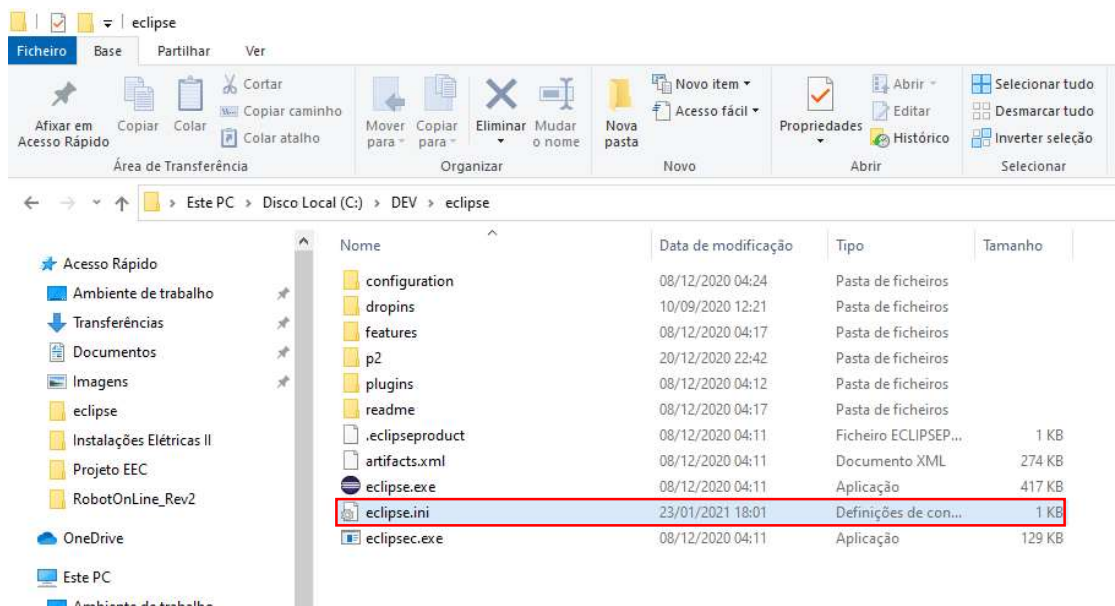 eclipse
Ficheiro Base Partilhar Ver
Afixar em Acesso Rápido
Copiar
Colar
Cortar
Copiar caminho
Colar atalho
Área de Transferência
Mover para
Copiar para
Eliminar
Mudar o nome
Organizar
Nova pasta
Novo item
Acesso fácil
Novo
Propriedades
Abrir
Editar
Histórico
Abrir
Selecionar tudo
Desmarcar tudo
Inverter seleção
Selecionar
Este PC > Disco Local (C:) > DEV > eclipse
Acesso Rápido
Ambiente de trabalho
Transferências
Documentos
Imagens
eclipse
Instalações Elétricas II
Projeto EEC
RobotOnLine_Rev2
OneDrive
Este PC
Ambiente de trabalho
Nome Data de modificação Tipo Tamanho
configuration 08/12/2020 04:24 Pasta de ficheiros
dropins 10/09/2020 12:21 Pasta de ficheiros
features 08/12/2020 04:17 Pasta de ficheiros
p2 20/12/2020 22:42 Pasta de ficheiros
plugins 08/12/2020 04:12 Pasta de ficheiros
readme 08/12/2020 04:17 Pasta de ficheiros
.eclipseproduct 08/12/2020 04:11 Ficheiro ECLIPSEP... 1 KB
artifacts.xml 08/12/2020 04:11 Documento XML 274 KB
eclipse.exe 08/12/2020 04:11 Aplicação 417 KB
eclipse.ini 23/01/2021 18:01 Definições de con... 1 KB
eclipsec.exe 08/12/2020 04:11 Aplicação 129 KB